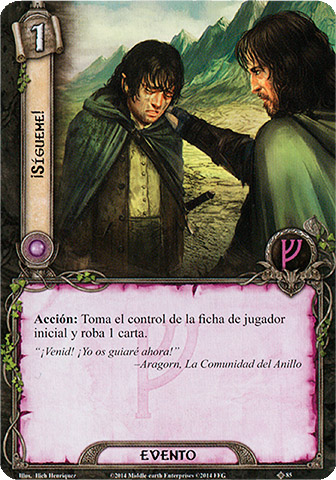 1
¡SÍGUEME!
Acción: Toma el control de la ficha de jugador
inicial y roba 1 carta.
“¡Venid! ¡Yo os guiaré ahora!”
–Aragorn, La Comunidad del Anillo
EVENTO
Illus. Hich Henriquez
©2014 Middle-earth Enterprises ©2014 FFG
85